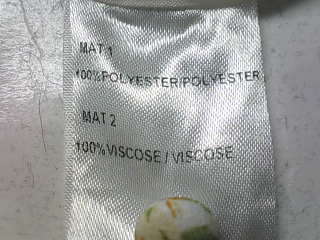 MAT 1
100%POLYESTER/POLYESTER
MAT 2
100%VISCOSE / VISCOSE